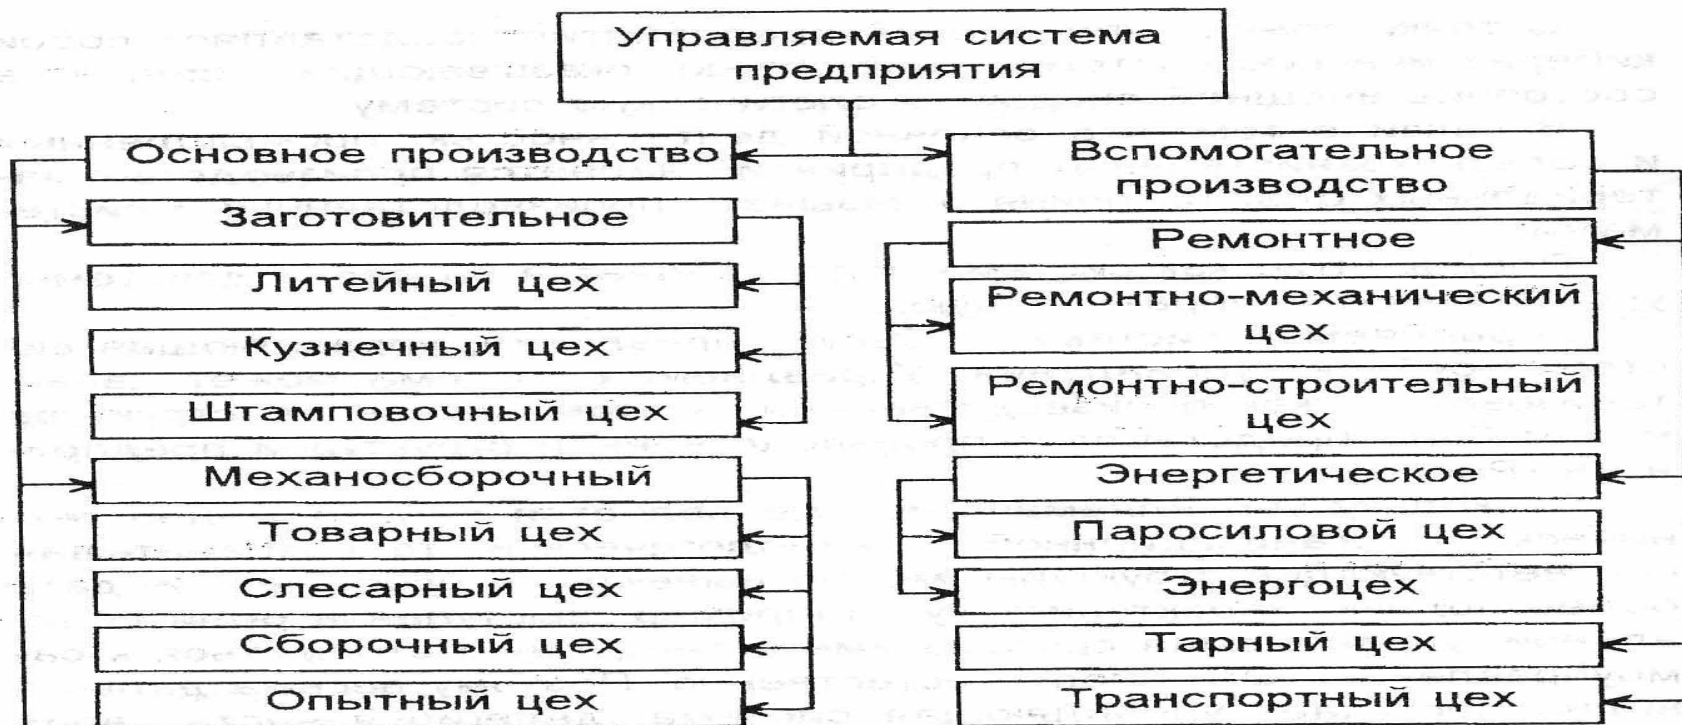 Управляемая система
предприятия
Основное производство
Заготовительное
Литейный цех
Кузнечный цех
Штамповочный цех
Механосборочный
Товарный цех
Слесарный цех
Сборочный цех
Опытный цех
Вспомогательное
производство
Ремонтное
Ремонтно-механический
цех
Ремонтно-строительный
цех
Энергетическое
Паросиловой цех
Энергоцех
Тарный цех
Транспортный цех